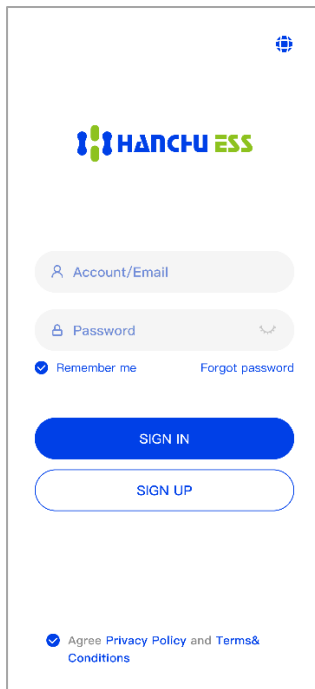 HANCHU ESS
Account/Email
Password
Remember me Forgot password
SIGN IN
SIGN UP
Agree Privacy Policy and Terms&
Conditions